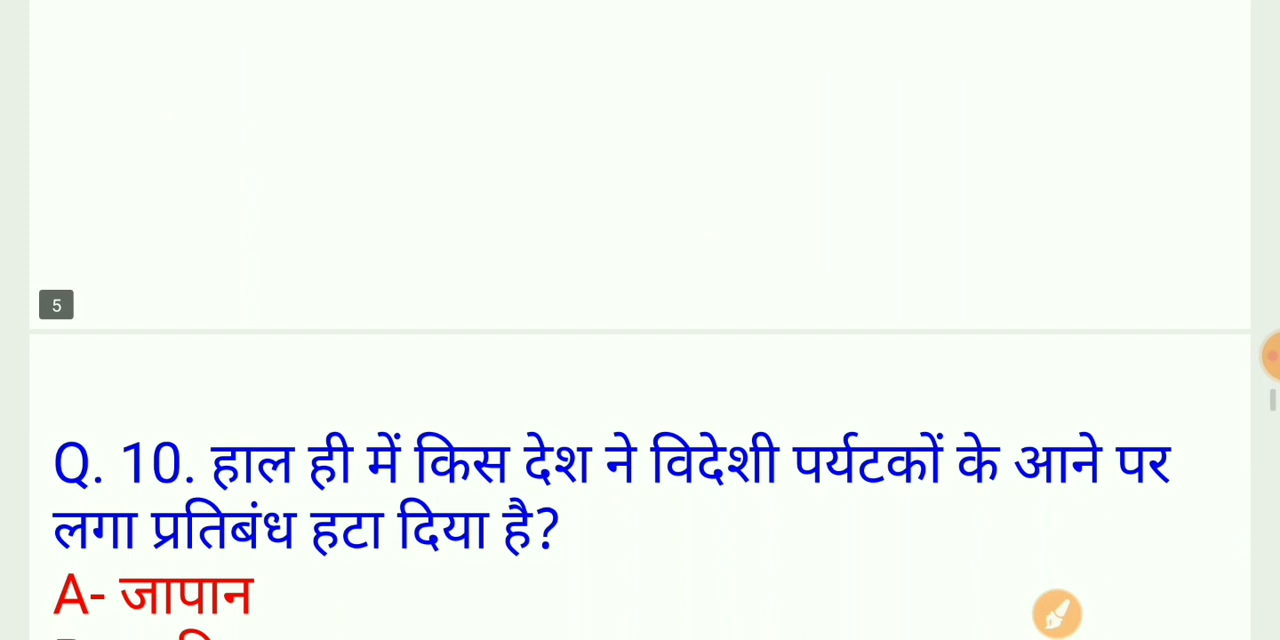 5
Q. 10. हाल ही में किस देश ने विदेशी पर्यटकों के आने पर
लगा प्रतिबंध हटा दिया है?
A- जापान